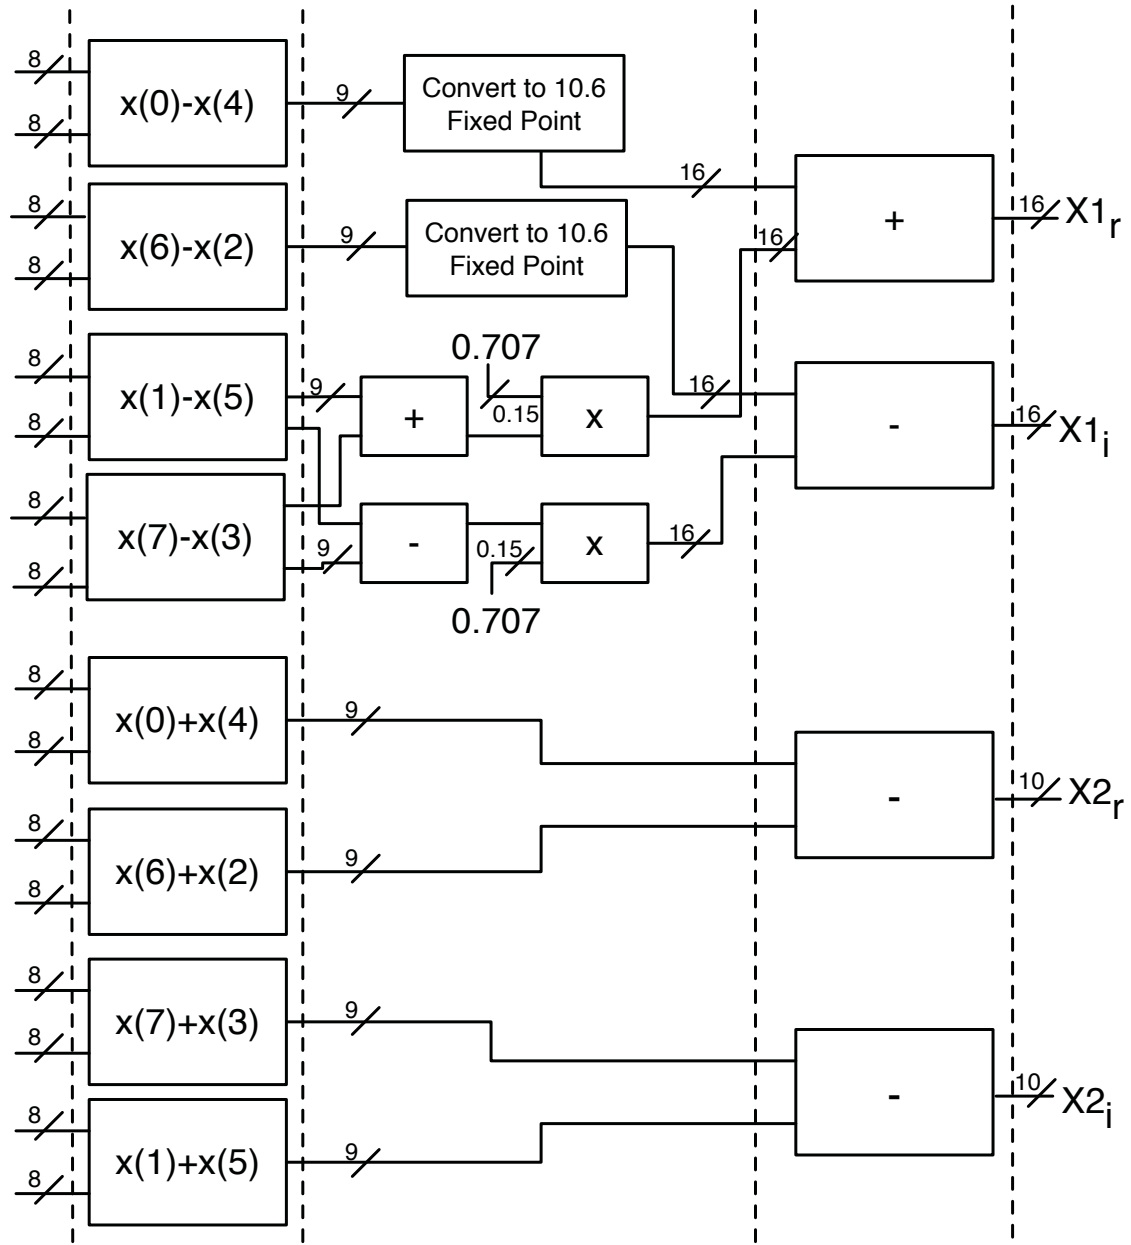 8
8
x(0)-x(4)
9
Convert to 10.6
Fixed Point
16
8
8
x(6)-x(2)
9
Convert to 10.6
Fixed Point
16
+
16
X1r
8
8
x(1)-x(5)
9
+
0.707
0.15
x
16
-
16
X1i
8
8
x(7)-x(3)
9
-
0.15
0.707
x
16
8
8
x(0)+x(4)
9
-
10
X2r
8
8
x(6)+x(2)
9
8
8
x(7)+x(3)
9
-
10
X2i
8
8
x(1)+x(5)
9